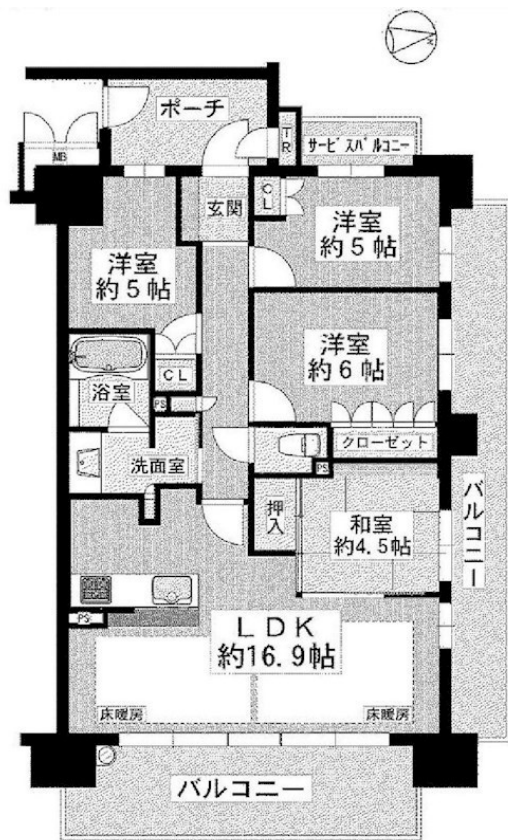 ポーチ
TR
サービスバルコニー
MB
玄関
CL
洋室
約5帖
洋室
約5帖
洋室
約6帖
浴室
CL
PS
クローゼット
洗面室
PS
押入
和室
約4.5帖
バルコニー
PS
LDK
約16.9帖
床暖房
床暖房
バルコニー